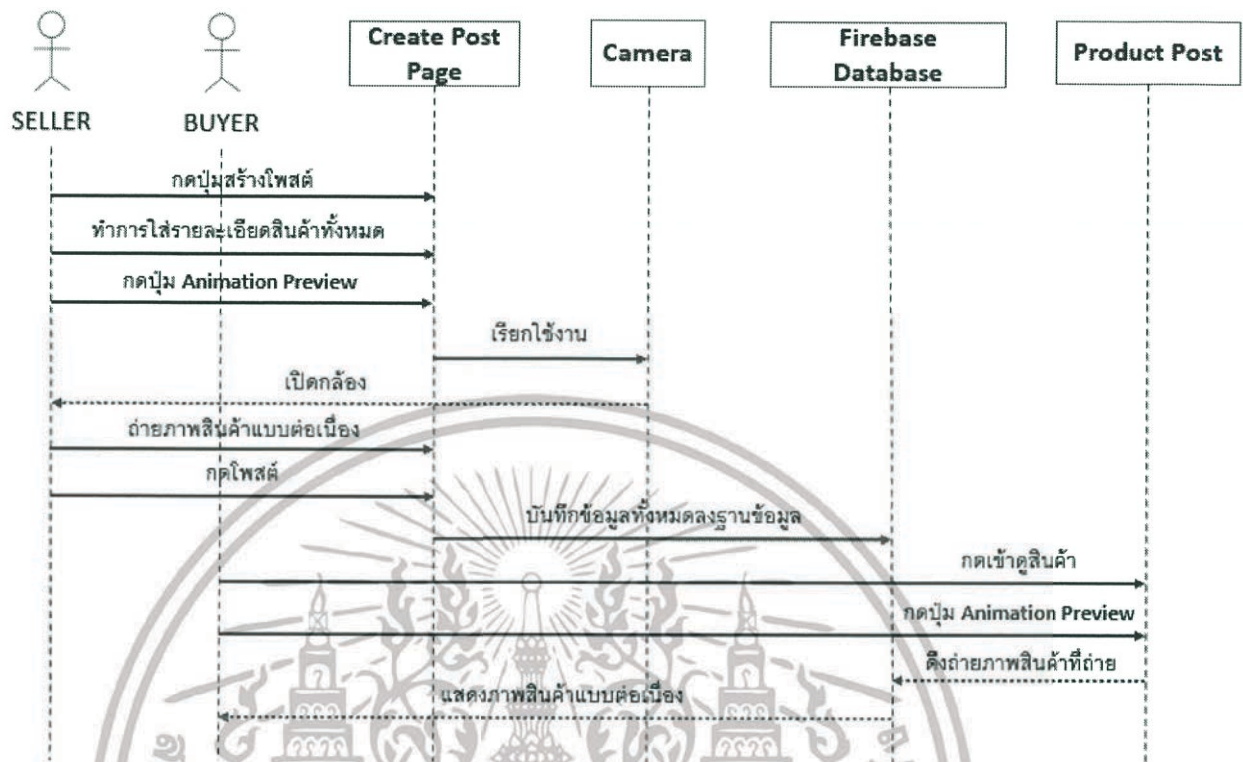 Create Post
Page
Camera
Firebase
Database
Product Post
SELLER
BUYER
กดปุ่มสร้างโพสต์
ทำการใส่รายละเอียดสินค้าทั้งหมด
กดปุ่ม Animation Preview
เรียกใช้งาน
เปิดกล้อง
ถ่ายภาพสินค้าแบบต่อเนื่อง
กดโพสต์
บันทึกข้อมูลทั้งหมดลงฐานข้อมูล
กดเข้าดูสินค้า
กดปุ่ม Animation Preview
ดึงถ่ายภาพสินค้าที่ถ่าย
แสดงภาพสินค้าแบบต่อเนื่อง